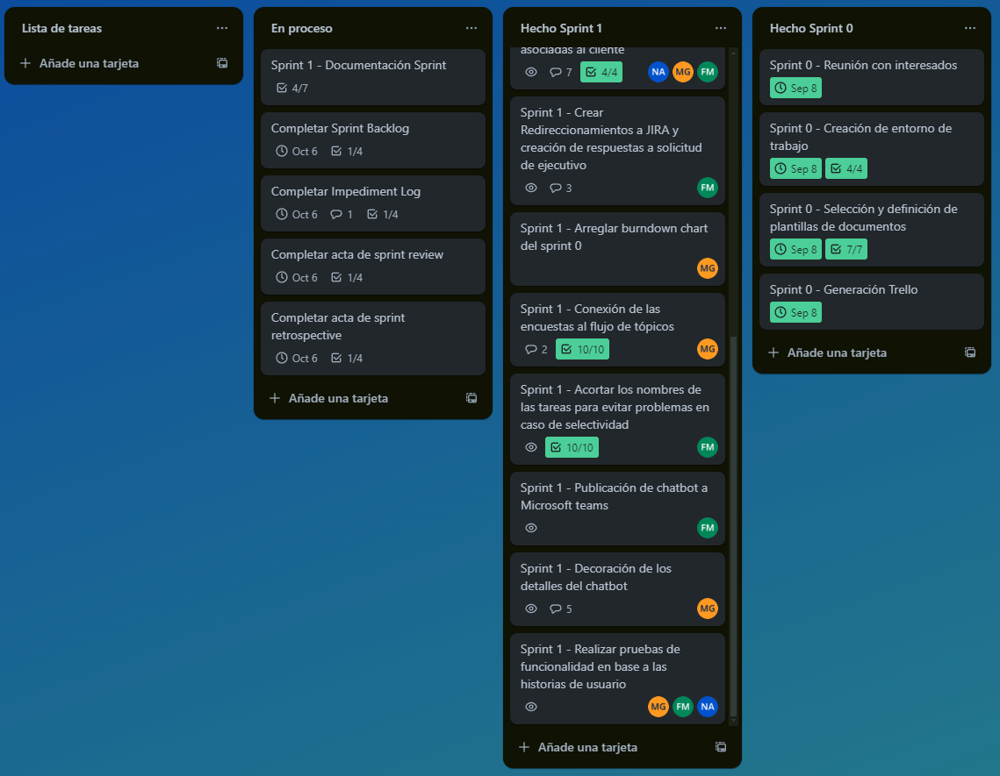 Lista de tareas
Añade una tarjeta
En proceso
Sprint 1 - Documentación Sprint
4/7
Completar Sprint Backlog
Oct 6 1/4
Completar Impediment Log
Oct 6 1 1/4
Completar acta de sprint review
Oct 6 1/4
Completar acta de sprint
retrospective
Oct 6 1/4
Añade una tarjeta
Hecho Sprint 1
asociadas al cliente
7 4/4 NA MG FM
Sprint 1 - Crear
Redireccionamientos a JIRA y
creación de respuestas a solicitud
de ejecutivo
3 FM
Sprint 1 - Arreglar burndown chart
del sprint 0
MG
Sprint 1 - Conexión de las
encuestas al flujo de tópicos
2 10/10 MG
Sprint 1 - Acortar los nombres de
las tareas para evitar problemas en
caso de selectividad
10/10 FM
Sprint 1 - Publicación de chatbot a
Microsoft teams
FM
Sprint 1 - Decoración de los
detalles del chatbot
5 MG
Sprint 1 - Realizar pruebas de
funcionalidad en base a las
historias de usuario
MG FM NA
Añade una tarjeta
Hecho Sprint 0
Sprint 0 - Reunión con interesados
Sep 8
Sprint 0 - Creación de entorno de
trabajo
Sep 8 4/4
Sprint 0 - Selección y definición de
plantillas de documentos
Sep 8 7/7
Sprint 0 - Generación Trello
Sep 8
Añade una tarjeta